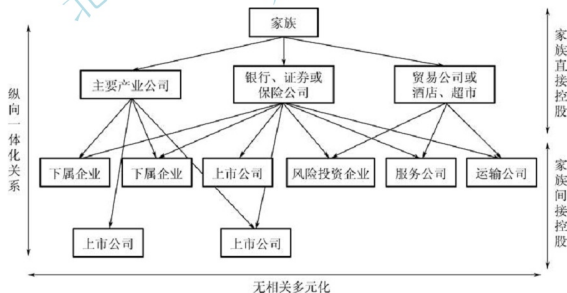 家族
主要产业公司
银行、证券或
保险公司
贸易公司或
酒店、超市
下属企业
下属企业
上市公司
风险投资企业
服务公司
运输公司
上市公司
上市公司
纵向一体化关系
家族直接控股
家族间接控股
无相关多元化